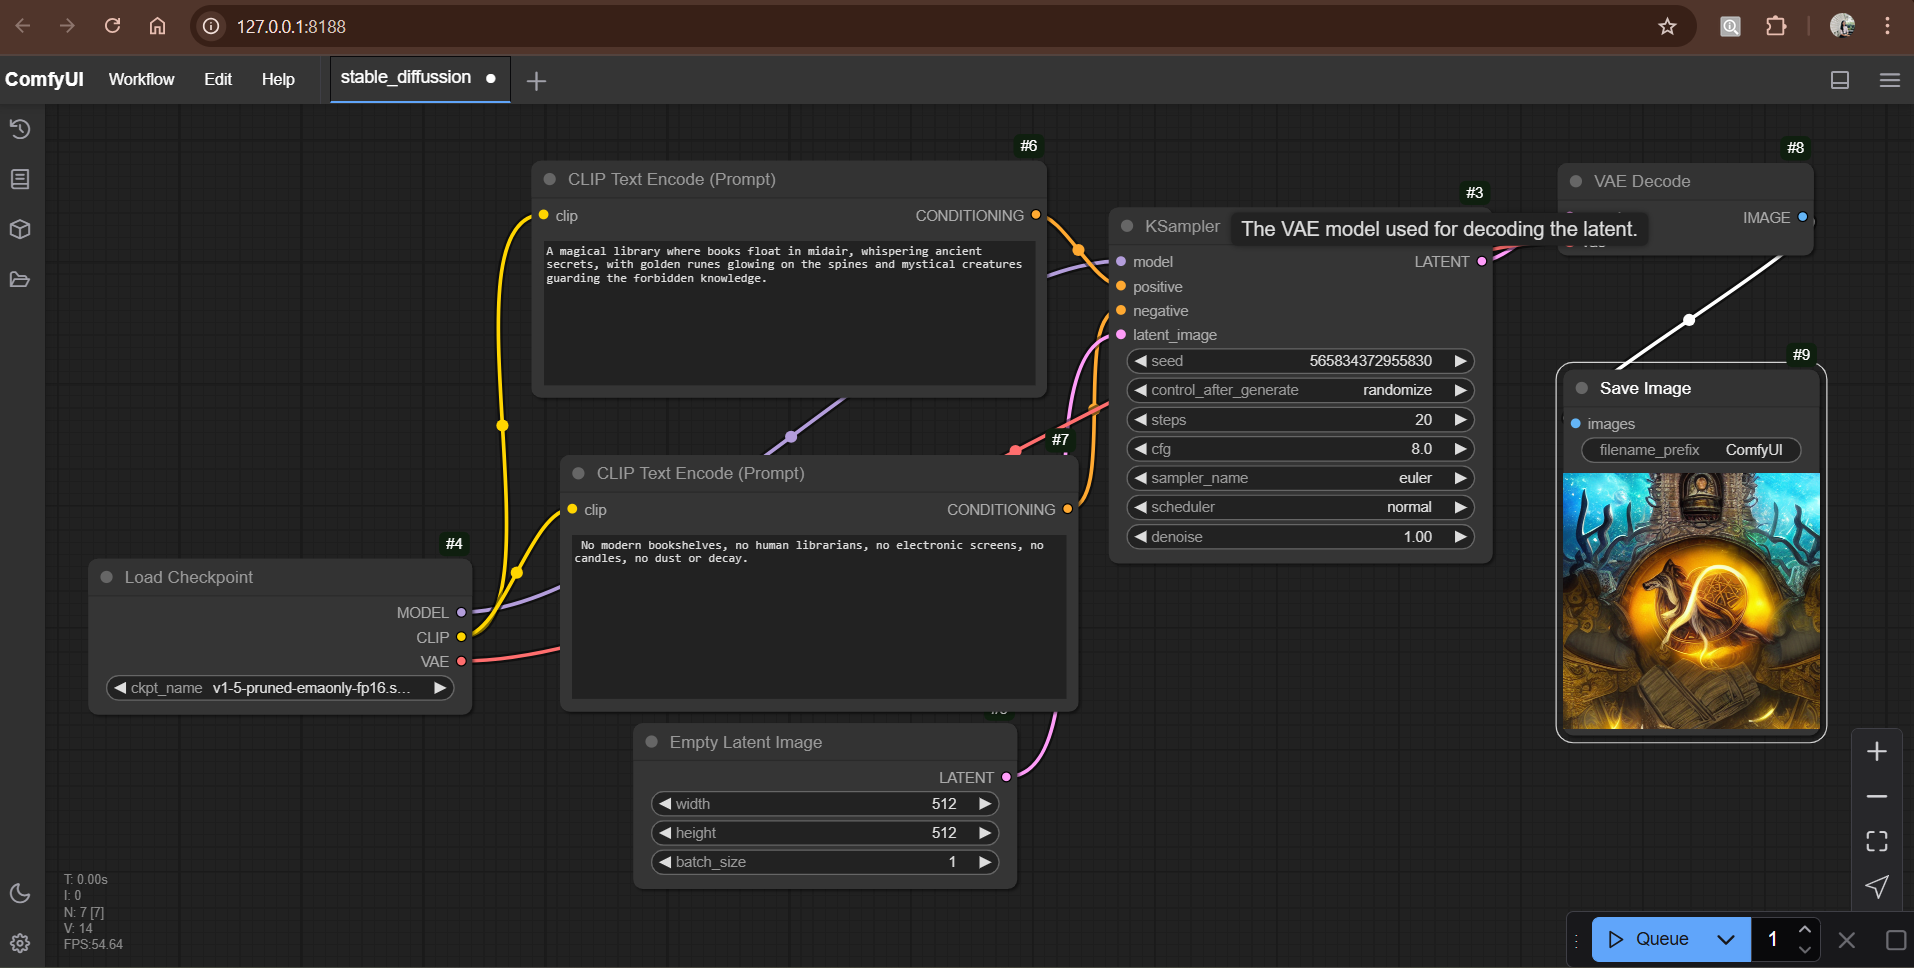 127.0.0.1:8188
ComfyUI Workflow Edit Help stable_diffussion
#6
CLIP Text Encode (Prompt)
clip CONDITIONING
A magical library where books float in midair, whispering ancient
secrets, with golden runes glowing on the spines and mystical creatures
guarding the forbidden knowledge.
#7
CLIP Text Encode (Prompt)
clip CONDITIONING
No modern bookshelves, no human librarians, no electronic screens, no
candles, no dust or decay.
#4
Load Checkpoint
MODEL
CLIP
VAE
ckpt_name v1-5-pruned-emaonly-fp16.s...
Empty Latent Image
LATENT
width 512
height 512
batch_size 1
#3
KSampler
The VAE model used for decoding the latent.
model LATENT
positive
negative
latent_image
seed 565834372955830
control_after_generate randomize
steps 20
cfg 8.0
sampler_name euler
scheduler normal
denoise 1.00
#8
VAE Decode
IMAGE
#9
Save Image
images
filename_prefix ComfyUI
T: 0.00s
I: 0
N: 7 [7]
V: 14
FPS:54.64
Queue 1